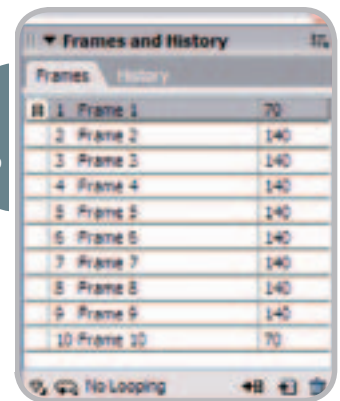 Frames and History
Frames History
1 Frame 1 70
2 Frame 2 140
3 Frame 3 140
4 Frame 4 140
5 Frame 5 140
6 Frame 6 140
7 Frame 7 140
8 Frame 8 140
9 Frame 9 140
10 Frame 10 70
No Looping